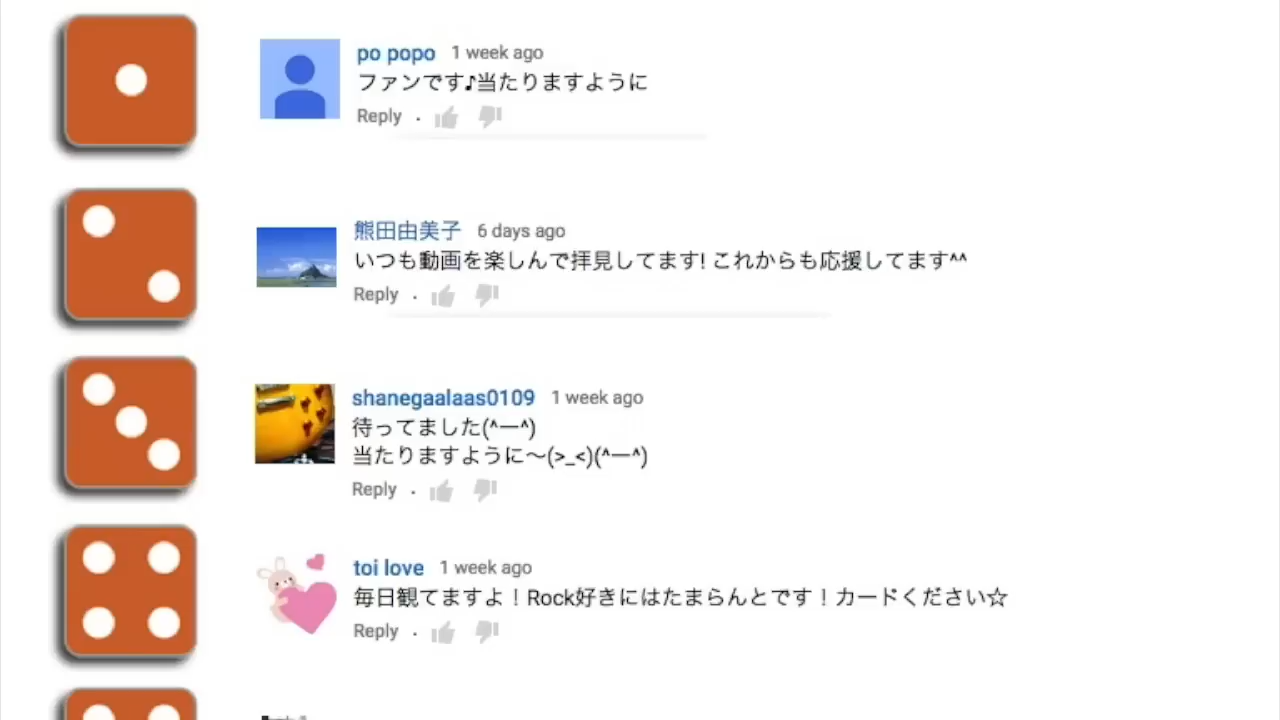 po popo 1 week ago
ファンです♪当たりますように
Reply .
熊田由美子 6 days ago
いつも動画を楽しんで拝見してます! これからも応援してます^^
Reply .
shanegaalaas0109 1 week ago
待ってました(^一^)
当たりますように〜(>_<)(^一^)
Reply .
toi love 1 week ago
毎日観てますよ！Rock好きにはたまらんとです！カードください☆
Reply .